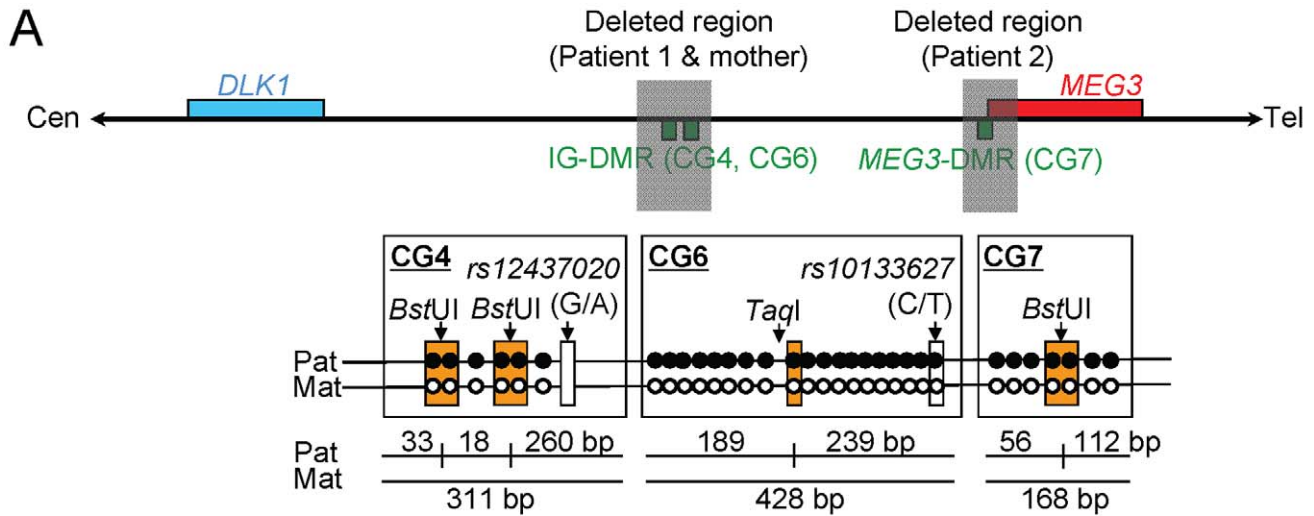 A
Deleted region
(Patient 1 & mother)
Deleted region
(Patient 2)
DLK1
MEG3
Cen
Tel
IG-DMR (CG4, CG6)
MEG3-DMR (CG7)
CG4
rs12437020
BstUI
BstUI
(G/A)
CG6
rs10133627
TaqI
(C/T)
CG7
BstUI
Pat
Mat
33
18
260 bp
189
239 bp
56
112 bp
Pat
Mat
311 bp
428 bp
168 bp